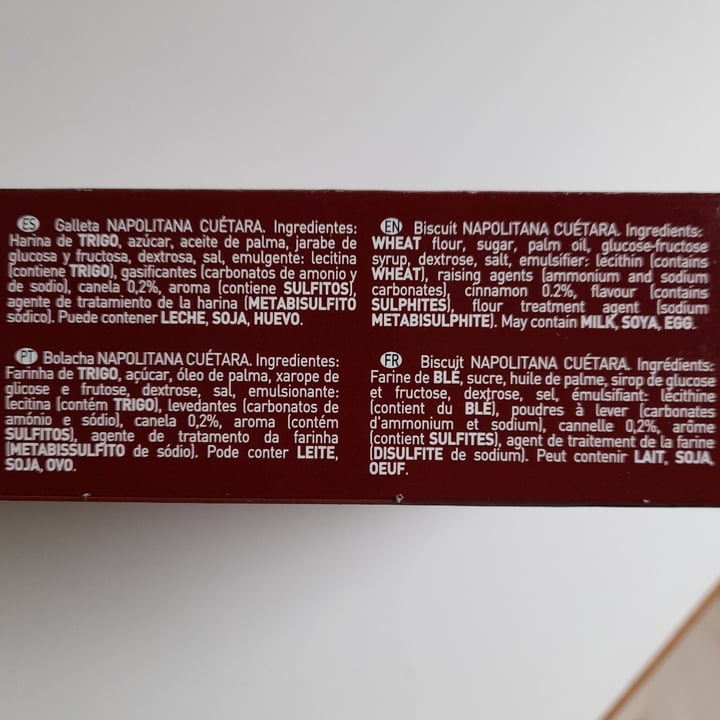 ES Galleta NAPOLITANA CUÉTARA. Ingredientes:
Harina de TRIGO, azúcar, aceite de palma, jarabe de
glucosa y fructosa, dextrosa, sal, emulgente: lecitina
(contiene TRIGO), gasificantes (carbonatos de amonio y
de sodio), canela 0,2%, aroma (contiene SULFITOS),
agente de tratamiento de la harina (METABISULFITO
sódico). Puede contener LECHE, SOJA, HUEVO.
EN Biscuit NAPOLITANA CUÉTARA. Ingredients:
WHEAT flour, sugar, palm oil, glucose-fructose
syrup, dextrose, salt, emulsifier: lecithin (contains
WHEAT), raising agents (ammonium and sodium
carbonates), cinnamon 0.2%, flavour (contains
SULPHITES), flour treatment agent (sodium
METABISULPHITE). May contain MILK, SOYA, EGG.
PT Bolacha NAPOLITANA CUÉTARA. Ingredientes:
Farinha de TRIGO, açúcar, óleo de palma, xarope de
glicose e frutose, dextrose, sal, emulsionante:
lecitina (contém TRIGO), levedantes (carbonatos de
amónio e sódio), canela 0,2%, aroma (contém
SULFITOS), agente de tratamento da farinha
(METABISSULFITO de sódio). Pode conter LEITE,
SOJA, OVO.
FR Biscuit NAPOLITANA CUÉTARA. Ingrédients:
Farine de BLÉ, sucre, huile de palme, sirop de glucose
et fructose, dextrose, sel, émulsifiant: lécithine
(contient du BLÉ), poudres à lever (carbonates
d'ammonium et sodium), cannelle 0,2%, arôme
(contient SULFITES), agent de traitement de la farine
(DISULFITE de sodium). Peut contenir LAIT, SOJA,
OEUF.